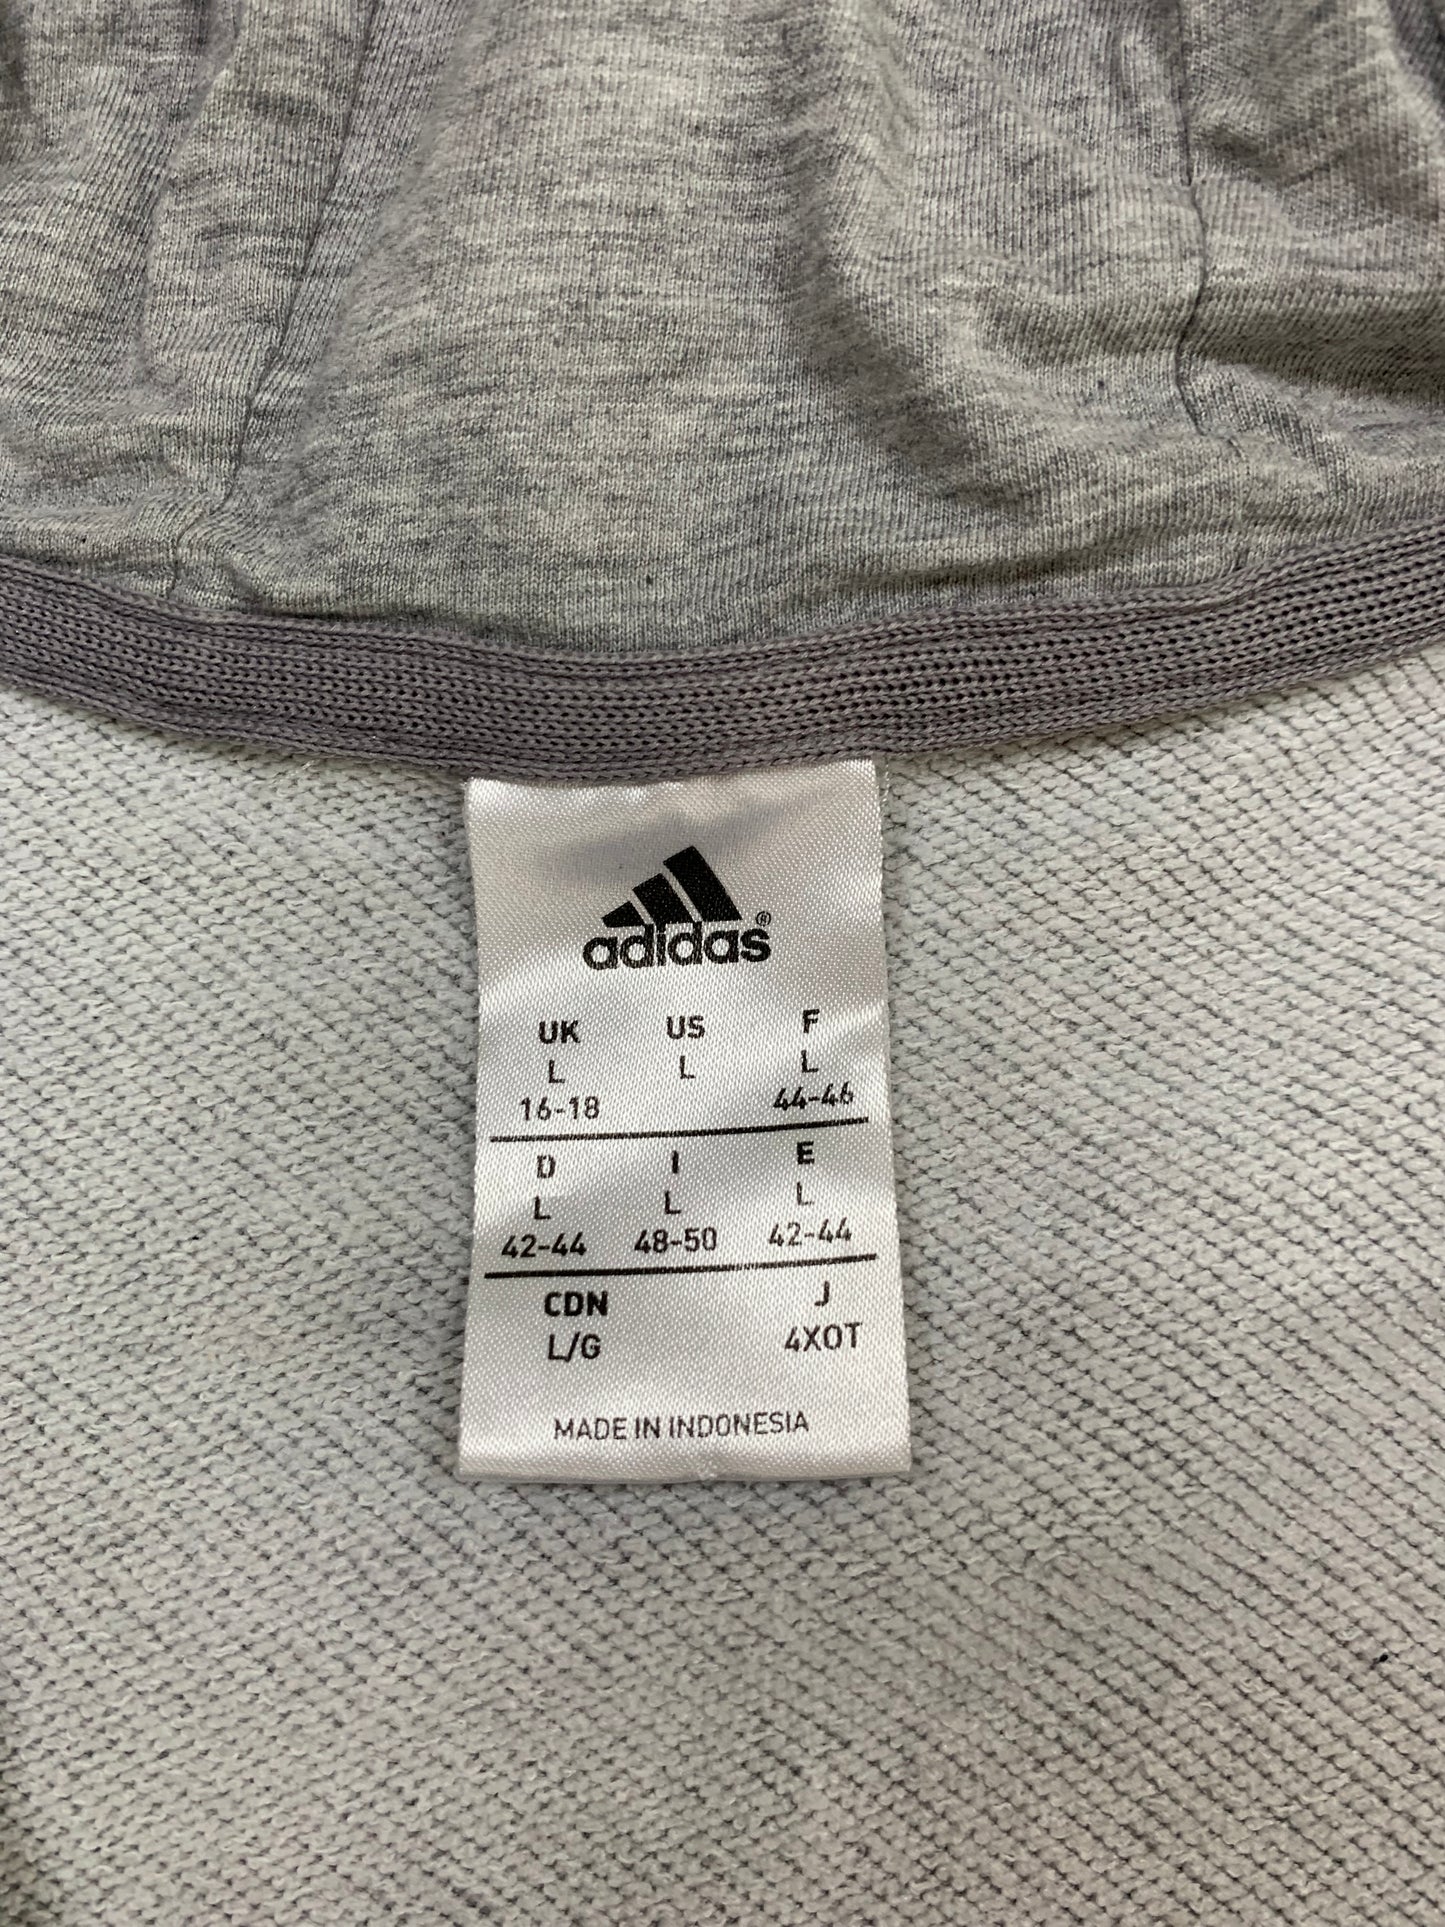 adidas®
UK US F
L L L
16-18 44-46
D I E
L L L
42-44 48-50 42-44
CDN J
L/G 4XOT
MADE IN INDONESIA